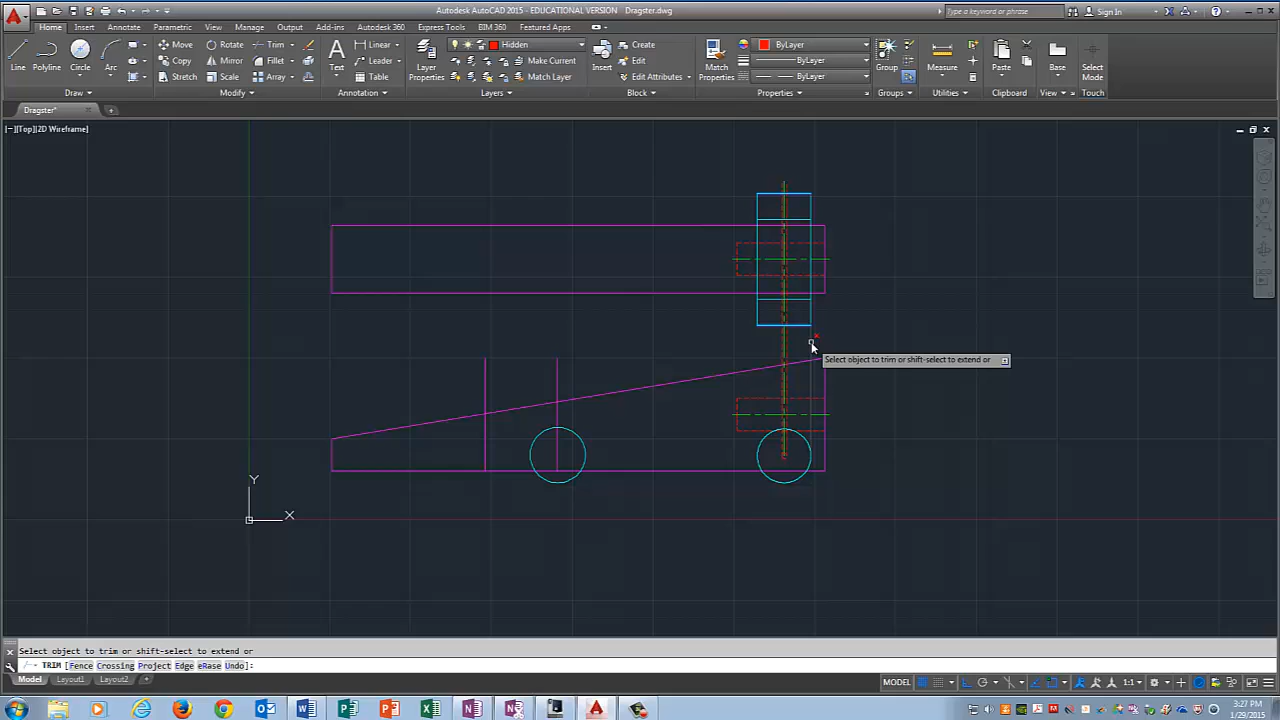 Autodesk AutoCAD 2015 - EDUCATIONAL VERSION Dragster.dwg
Type a keyword or phrase
Sign In
Home Insert Annotate Parametric View Manage Output Add-ins Autodesk 360 Express Tools BIM 360 Featured Apps
Line
Polyline
Circle
Arc
Move Rotate Trim
Copy Mirror Fillet
Stretch Scale Array
Text
Linear
Leader
Table
Layer
Properties
Hidden
Make Current
Match Layer
Insert
Create
Edit
Edit Attributes
Match
Properties
ByLayer
ByLayer
ByLayer
Group
Measure
Paste
Base
Select
Mode
Draw Modify Annotation Layers Block Properties Groups Utilities Clipboard View Touch
Dragster*
[−][Top][2D Wireframe]
Select object to trim or shift-select to extend or
Y
X
Select object to trim or shift-select to extend or
TRIM [Fence Crossing Project Edge eRase Undo]:
Model Layout1 Layout2
MODEL
1:1
3:27 PM
1/29/2015